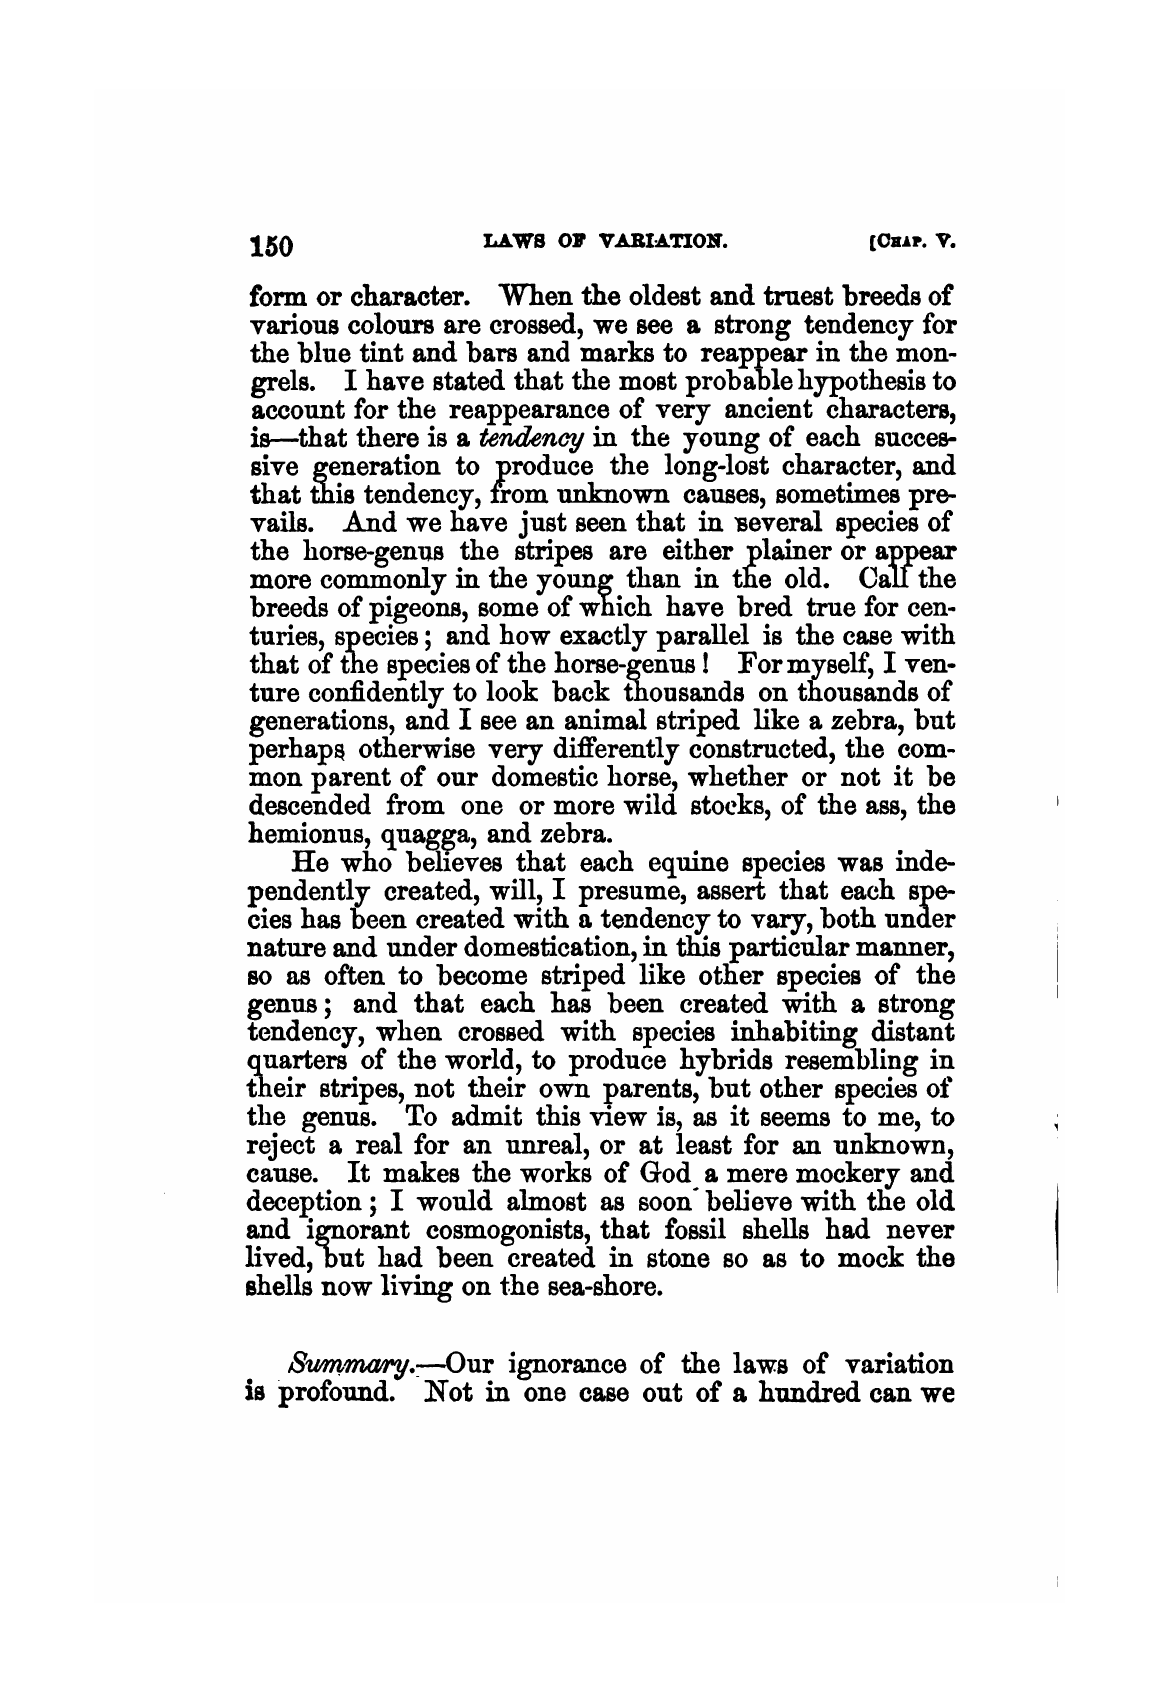 150 LAWS OF VARIATION. [CHAP. V.
form or character. When the oldest and truest breeds of
various colours are crossed, we see a strong tendency for
the blue tint and bars and marks to reappear in the mon-
grels. I have stated that the most probable hypothesis to
account for the reappearance of very ancient characters,
is—that there is a tendency in the young of each succes-
sive generation to produce the long-lost character, and
that this tendency, from unknown causes, sometimes pre-
vails. And we have just seen that in several species of
the horse-genus the stripes are either plainer or appear
more commonly in the young than in the old. Call the
breeds of pigeons, some of which have bred true for cen-
turies, species; and how exactly parallel is the case with
that of the species of the horse-genus! For myself, I ven-
ture confidently to look back thousands on thousands of
generations, and I see an animal striped like a zebra, but
perhaps otherwise very differently constructed, the com-
mon parent of our domestic horse, whether or not it be
descended from one or more wild stocks, of the ass, the
hemionus, quagga, and zebra.
He who believes that each equine species was inde-
pendently created, will, I presume, assert that each spe-
cies has been created with a tendency to vary, both under
nature and under domestication, in this particular manner,
so as often to become striped like other species of the
genus; and that each has been created with a strong
tendency, when crossed with species inhabiting distant
quarters of the world, to produce hybrids resembling in
their stripes, not their own parents, but other species of
the genus. To admit this view is, as it seems to me, to
reject a real for an unreal, or at least for an unknown,
cause. It makes the works of God a mere mockery and
deception; I would almost as soon believe with the old
and ignorant cosmogonists, that fossil shells had never
lived, but had been created in stone so as to mock the
shells now living on the sea-shore.
Summary.—Our ignorance of the laws of variation
is profound. Not in one case out of a hundred can we